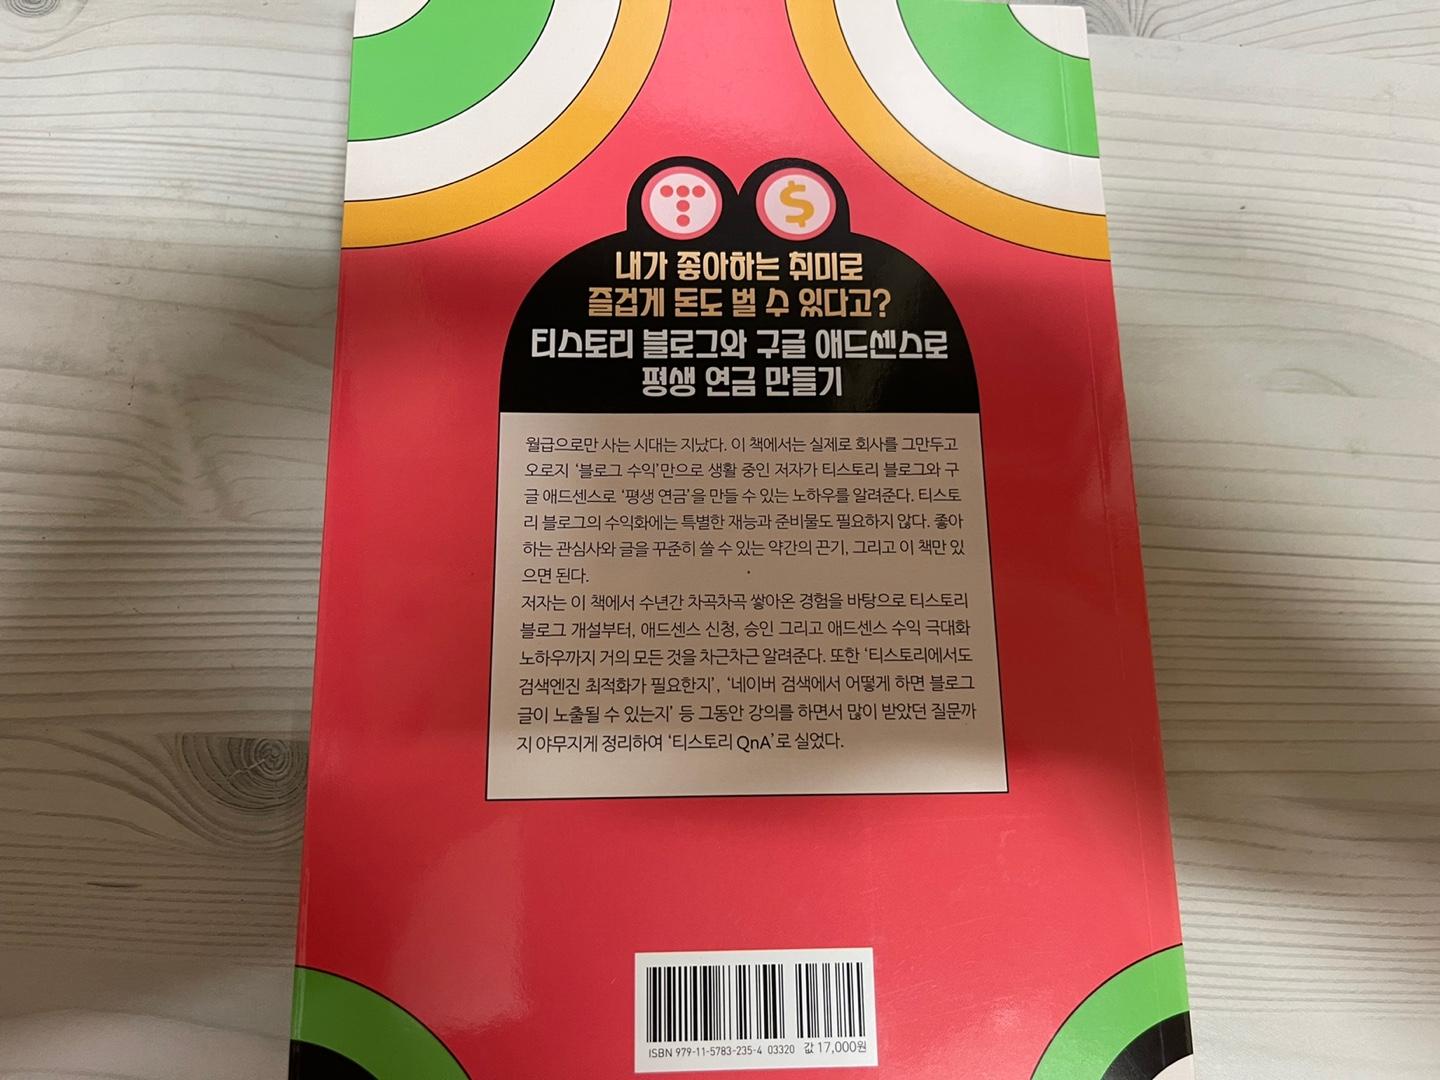 내가 좋아하는 취미로
즐겁게 돈도 벌 수 있다고?
티스토리 블로그와 구글 애드센스로
평생 연금 만들기
월급으로만 사는 시대는 지났다. 이 책에서는 실제로 회사를 그만두고
오로지 ‘블로그 수익’만으로 생활 중인 저자가 티스토리 블로그와 구
글 애드센스로 ‘평생 연금’을 만들 수 있는 노하우를 알려준다. 티스토
리 블로그의 수익화에는 특별한 재능과 준비물도 필요하지 않다. 좋아
하는 관심사와 글을 꾸준히 쓸 수 있는 약간의 끈기, 그리고 이 책만 있
으면 된다.
저자는 이 책에서 수년간 차곡차곡 쌓아온 경험을 바탕으로 티스토리
블로그 개설부터, 애드센스 신청, 승인 그리고 애드센스 수익 극대화
노하우까지 거의 모든 것을 차근차근 알려준다. 또한 ‘티스토리에서도
검색엔진 최적화가 필요한지’, ‘네이버 검색에서 어떻게 하면 블로그
글이 노출될 수 있는지’ 등 그동안 강의를 하면서 많이 받았던 질문까
지 야무지게 정리하여 ‘티스토리 QnA’로 실었다.
ISBN 979-11-5783-235-4 03320 값 17,000원